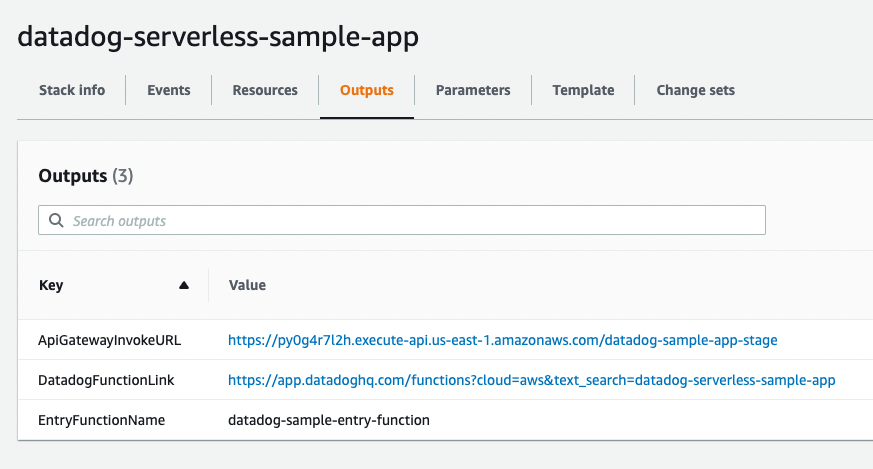 datadog-serverless-sample-app
Stack info Events Resources Outputs Parameters Template Change sets
Outputs (3)
Search outputs
Key Value
ApiGatewayInvokeURL https://py0g4r7l2h.execute-api.us-east-1.amazonaws.com/datadog-sample-app-stage
DatadogFunctionLink https://app.datadoghq.com/functions?cloud=aws&text_search=datadog-serverless-sample-app
EntryFunctionName datadog-sample-entry-function